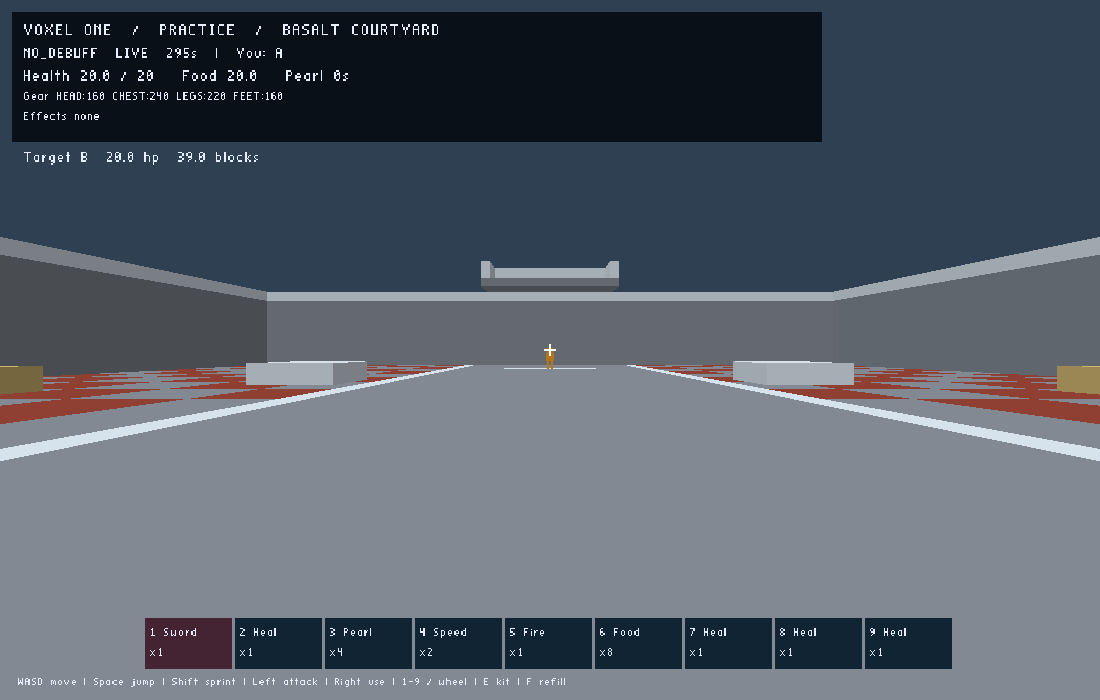 VOXEL ONE / PRACTICE / BASALT COURTYARD
NO_DEBUFF LIVE 295s | You: A
Health 20.0 / 20 Food 20.0 Pearl 0s
Gear HEAD:160 CHEST:240 LEGS:220 FEET:160
Effects none
Target B 20.0 hp 39.0 blocks
1 Sword 2 Heal 3 Pearl 4 Speed 5 Fire 6 Food 7 Heal 8 Heal 9 Heal
x1 x1 x4 x2 x1 x8 x1 x1 x1
WASD move | Space jump | Shift sprint | Left attack | Right use | 1-9 / wheel | E kit | F refill